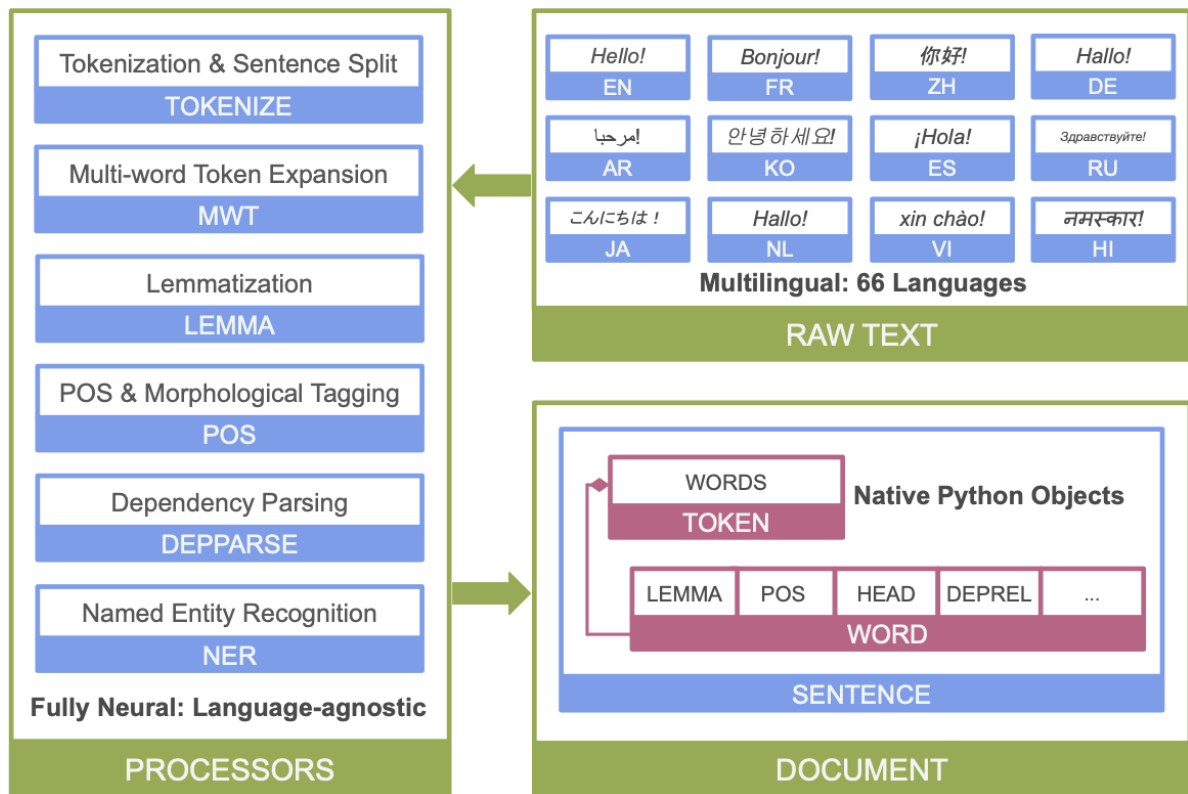 Tokenization & Sentence Split
TOKENIZE
Multi-word Token Expansion
MWT
Lemmatization
LEMMA
POS & Morphological Tagging
POS
Dependency Parsing
DEPPARSE
Named Entity Recognition
NER
Fully Neural: Language-agnostic
PROCESSORS
Hello!
EN
Bonjour!
FR
你好!
ZH
Hallo!
DE
مرحبا!
AR
안녕하세요!
KO
¡Hola!
ES
Здравствуйте!
RU
こんにちは！
JA
Hallo!
NL
xin chào!
VI
नमस्कार!
HI
Multilingual: 66 Languages
RAW TEXT
WORDS
TOKEN
Native Python Objects
LEMMA POS HEAD DEPREL ...
WORD
SENTENCE
DOCUMENT